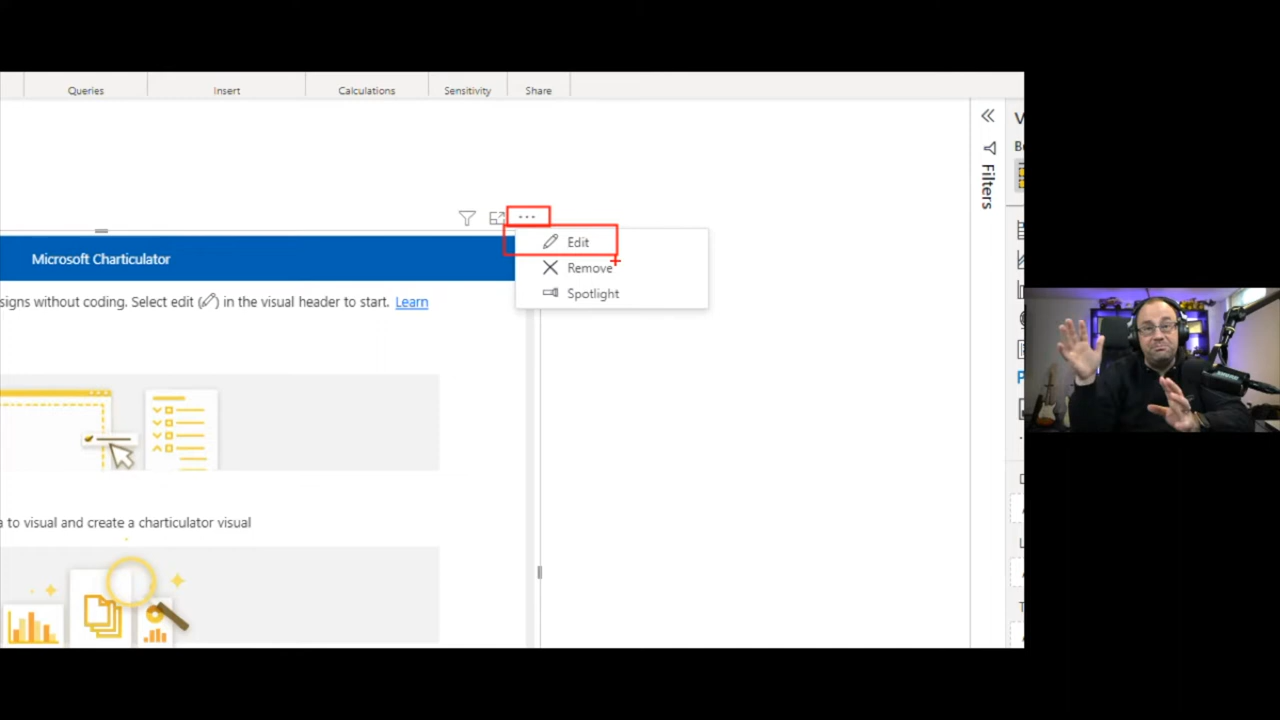 Queries Insert Calculations Sensitivity Share
Filters
...
Edit
Microsoft Charticulator
Remove
Spotlight
signs without coding. Select edit ( ) in the visual header to start. Learn
a to visual and create a charticulator visual